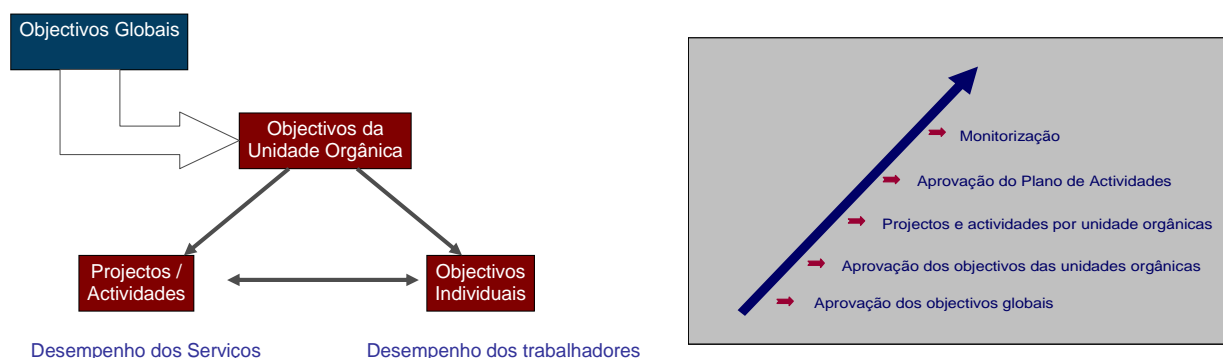 Objectivos Globais
Objectivos da
Unidade Orgânica
Projectos /
Actividades
Objectivos
Individuais
Desempenho dos Serviços
Desempenho dos trabalhadores
Monitorização
Aprovação do Plano de Actividades
Projectos e actividades por unidade orgânicas
Aprovação dos objectivos das unidades orgânicas
Aprovação dos objectivos globais